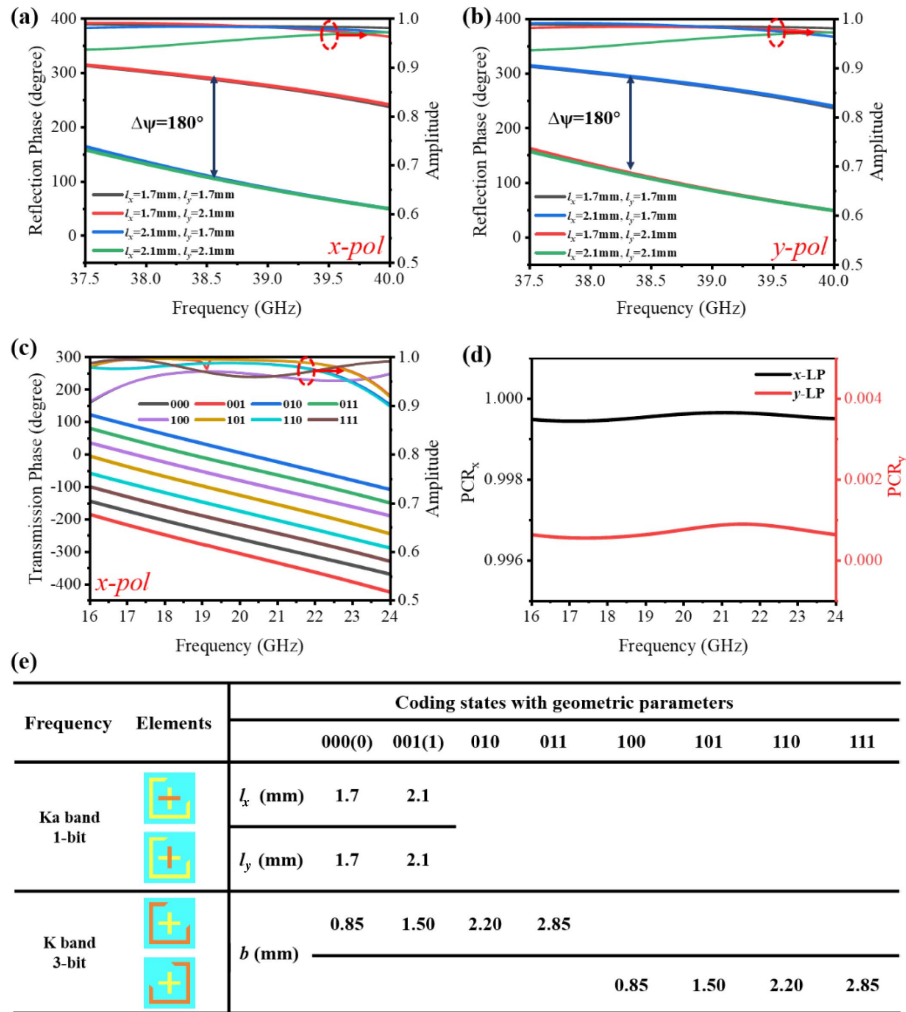 (a)
400
300
200
100
0
Reflection Phase (degree)
Δψ=180°
lx=1.7mm, ly=1.7mm
lx=1.7mm, ly=2.1mm
lx=2.1mm, ly=1.7mm
lx=2.1mm, ly=2.1mm
x-pol
1.0
0.9
0.8
0.7
0.6
0.5
Amplitude
37.5 38.0 38.5 39.0 39.5 40.0
Frequency (GHz)
(b)
400
300
200
100
0
Reflection Phase (degree)
Δψ=180°
lx=1.7mm, ly=1.7mm
lx=2.1mm, ly=1.7mm
lx=1.7mm, ly=2.1mm
lx=2.1mm, ly=2.1mm
y-pol
1.0
0.9
0.8
0.7
0.6
0.5
Amplitude
37.5 38.0 38.5 39.0 39.5 40.0
Frequency (GHz)
(c)
300
200
100
0
-100
-200
-300
-400
Transmission Phase (degree)
000 001 010 011
100 101 110 111
x-pol
1.0
0.9
0.8
0.7
0.6
0.5
Amplitude
16 17 18 19 20 21 22 23 24
Frequency (GHz)
(d)
1.000
0.998
0.996
PCRx
x-LP
y-LP
0.004
0.002
0.000
PCRy
16 17 18 19 20 21 22 23 24
Frequency (GHz)
(e)
Frequency Elements Coding states with geometric parameters
000(0) 001(1) 010 011 100 101 110 111
Ka band
1-bit
lx (mm) 1.7 2.1
ly (mm) 1.7 2.1
K band
3-bit
b (mm)
0.85 1.50 2.20 2.85
0.85 1.50 2.20 2.85